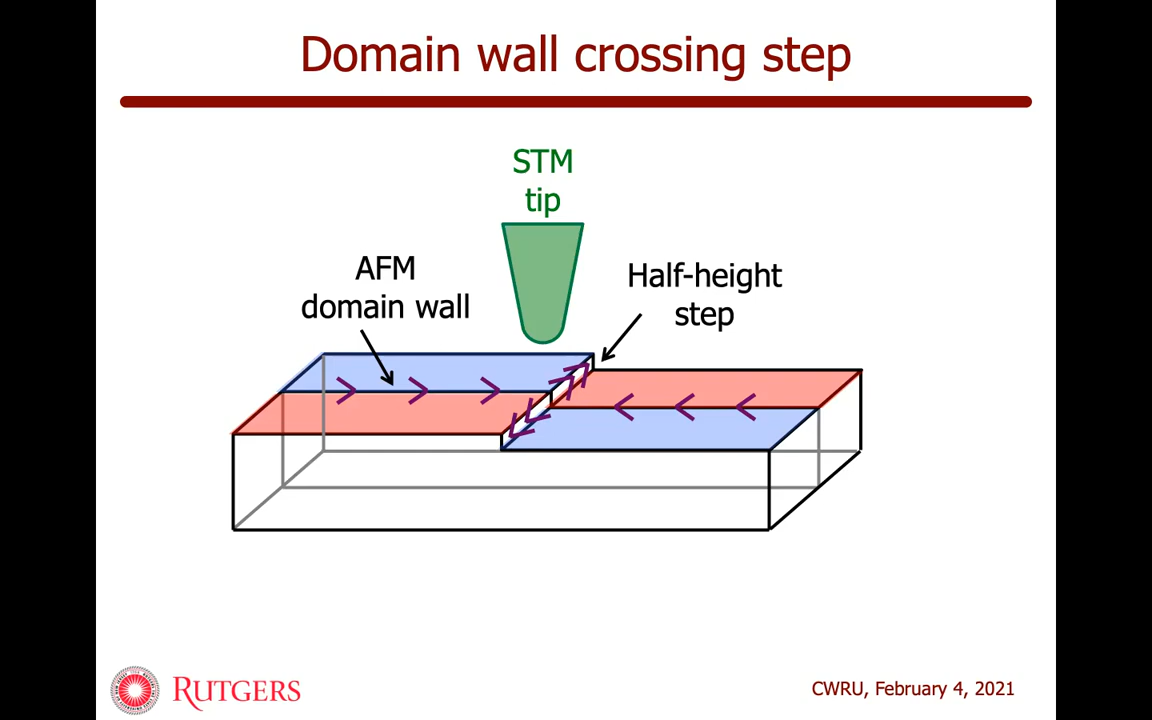 Domain wall crossing step
STM
tip
AFM
domain wall
Half-height
step
RUTGERS
CWRU, February 4, 2021